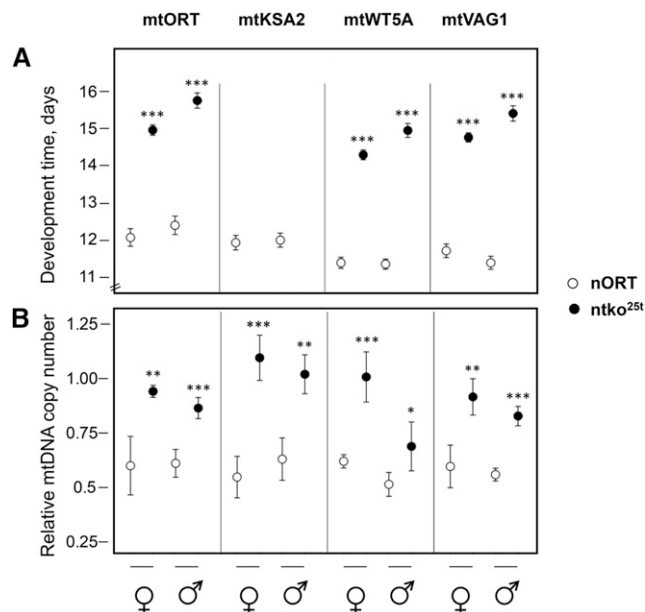 mtORT mtKSA2 mtWT5A mtVAG1
A
Development time, days
16
15
14
13
12
11
*** *** *** *** *** ***
nORT
ntko²⁵ᵗ
B
Relative mtDNA copy number
1.25
1.00
0.75
0.5
0.25
** *** *** ** *** * ** ***
♀ ♂ ♀ ♂ ♀ ♂ ♀ ♂